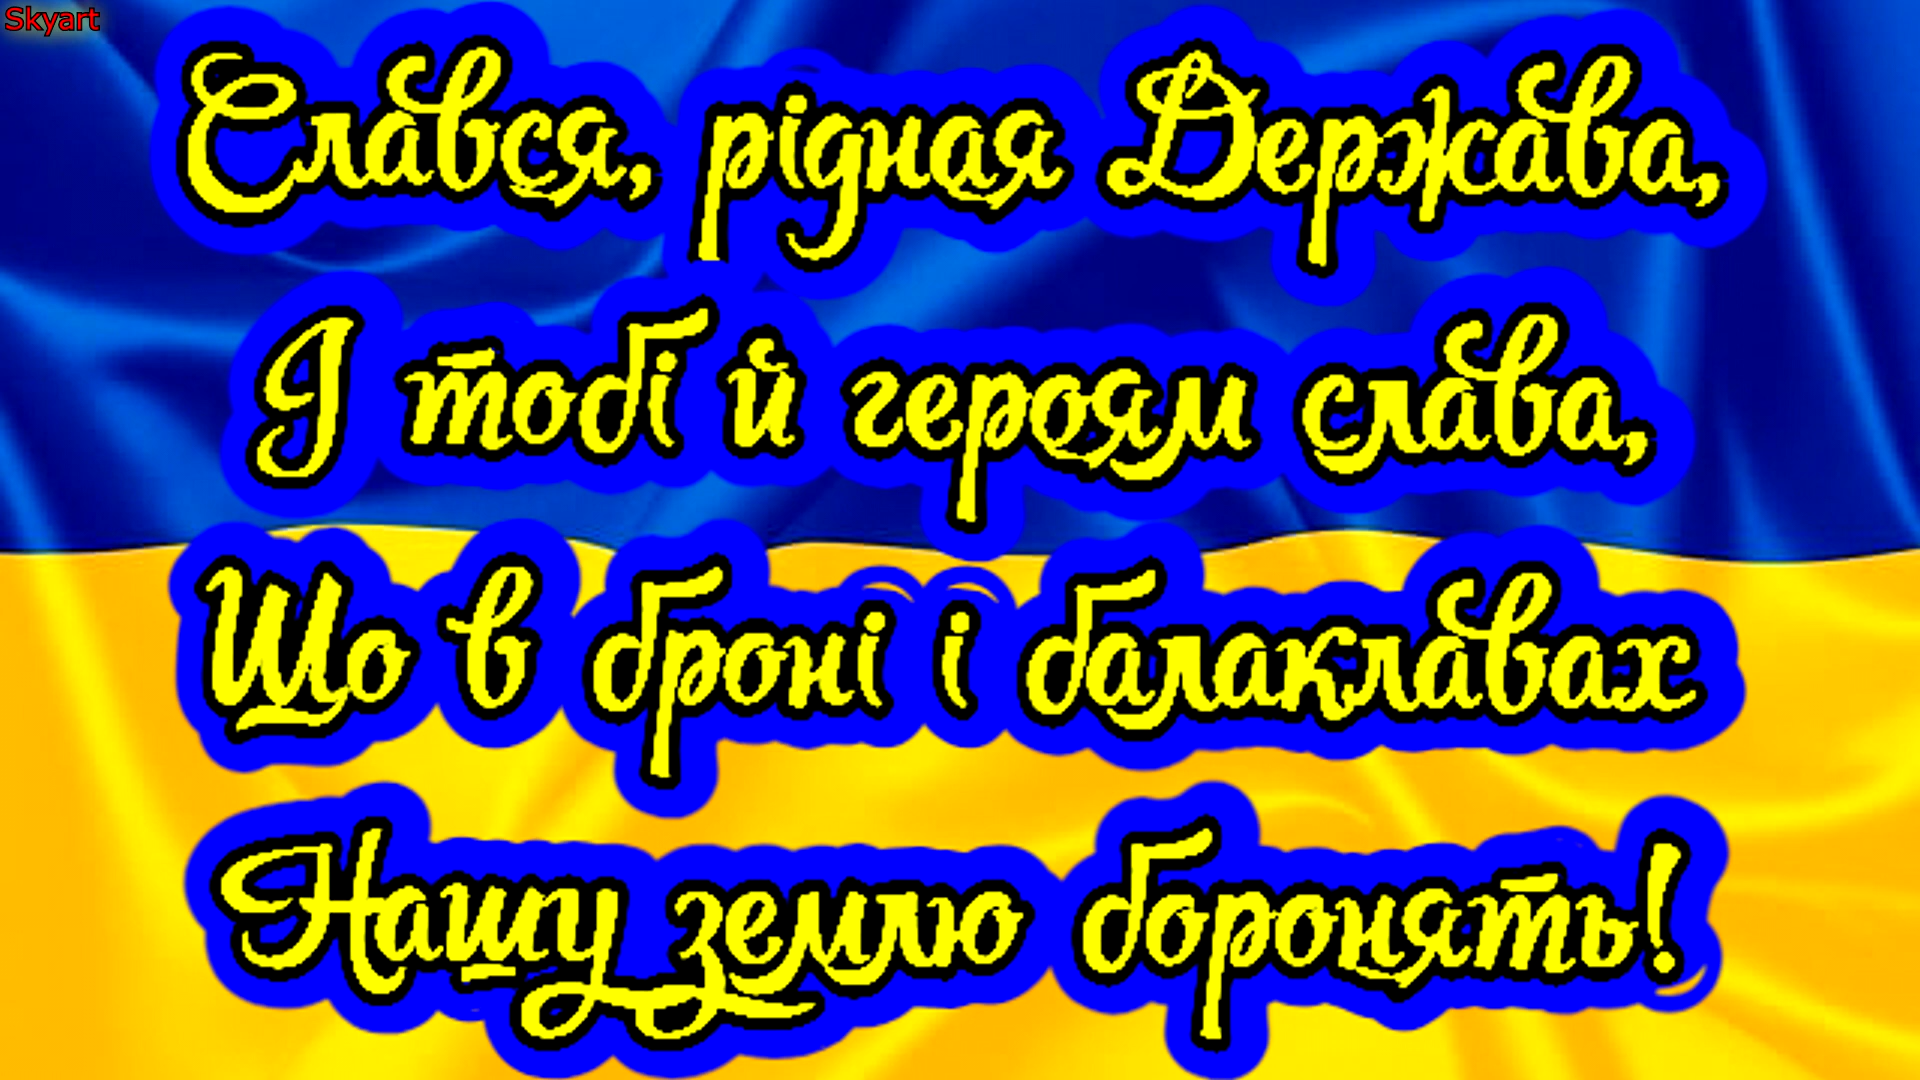 Skyart
Слався, рідная Держава,
І тобі й героям слава,
Що в броні і балаклавах
Нашу землю боронять!